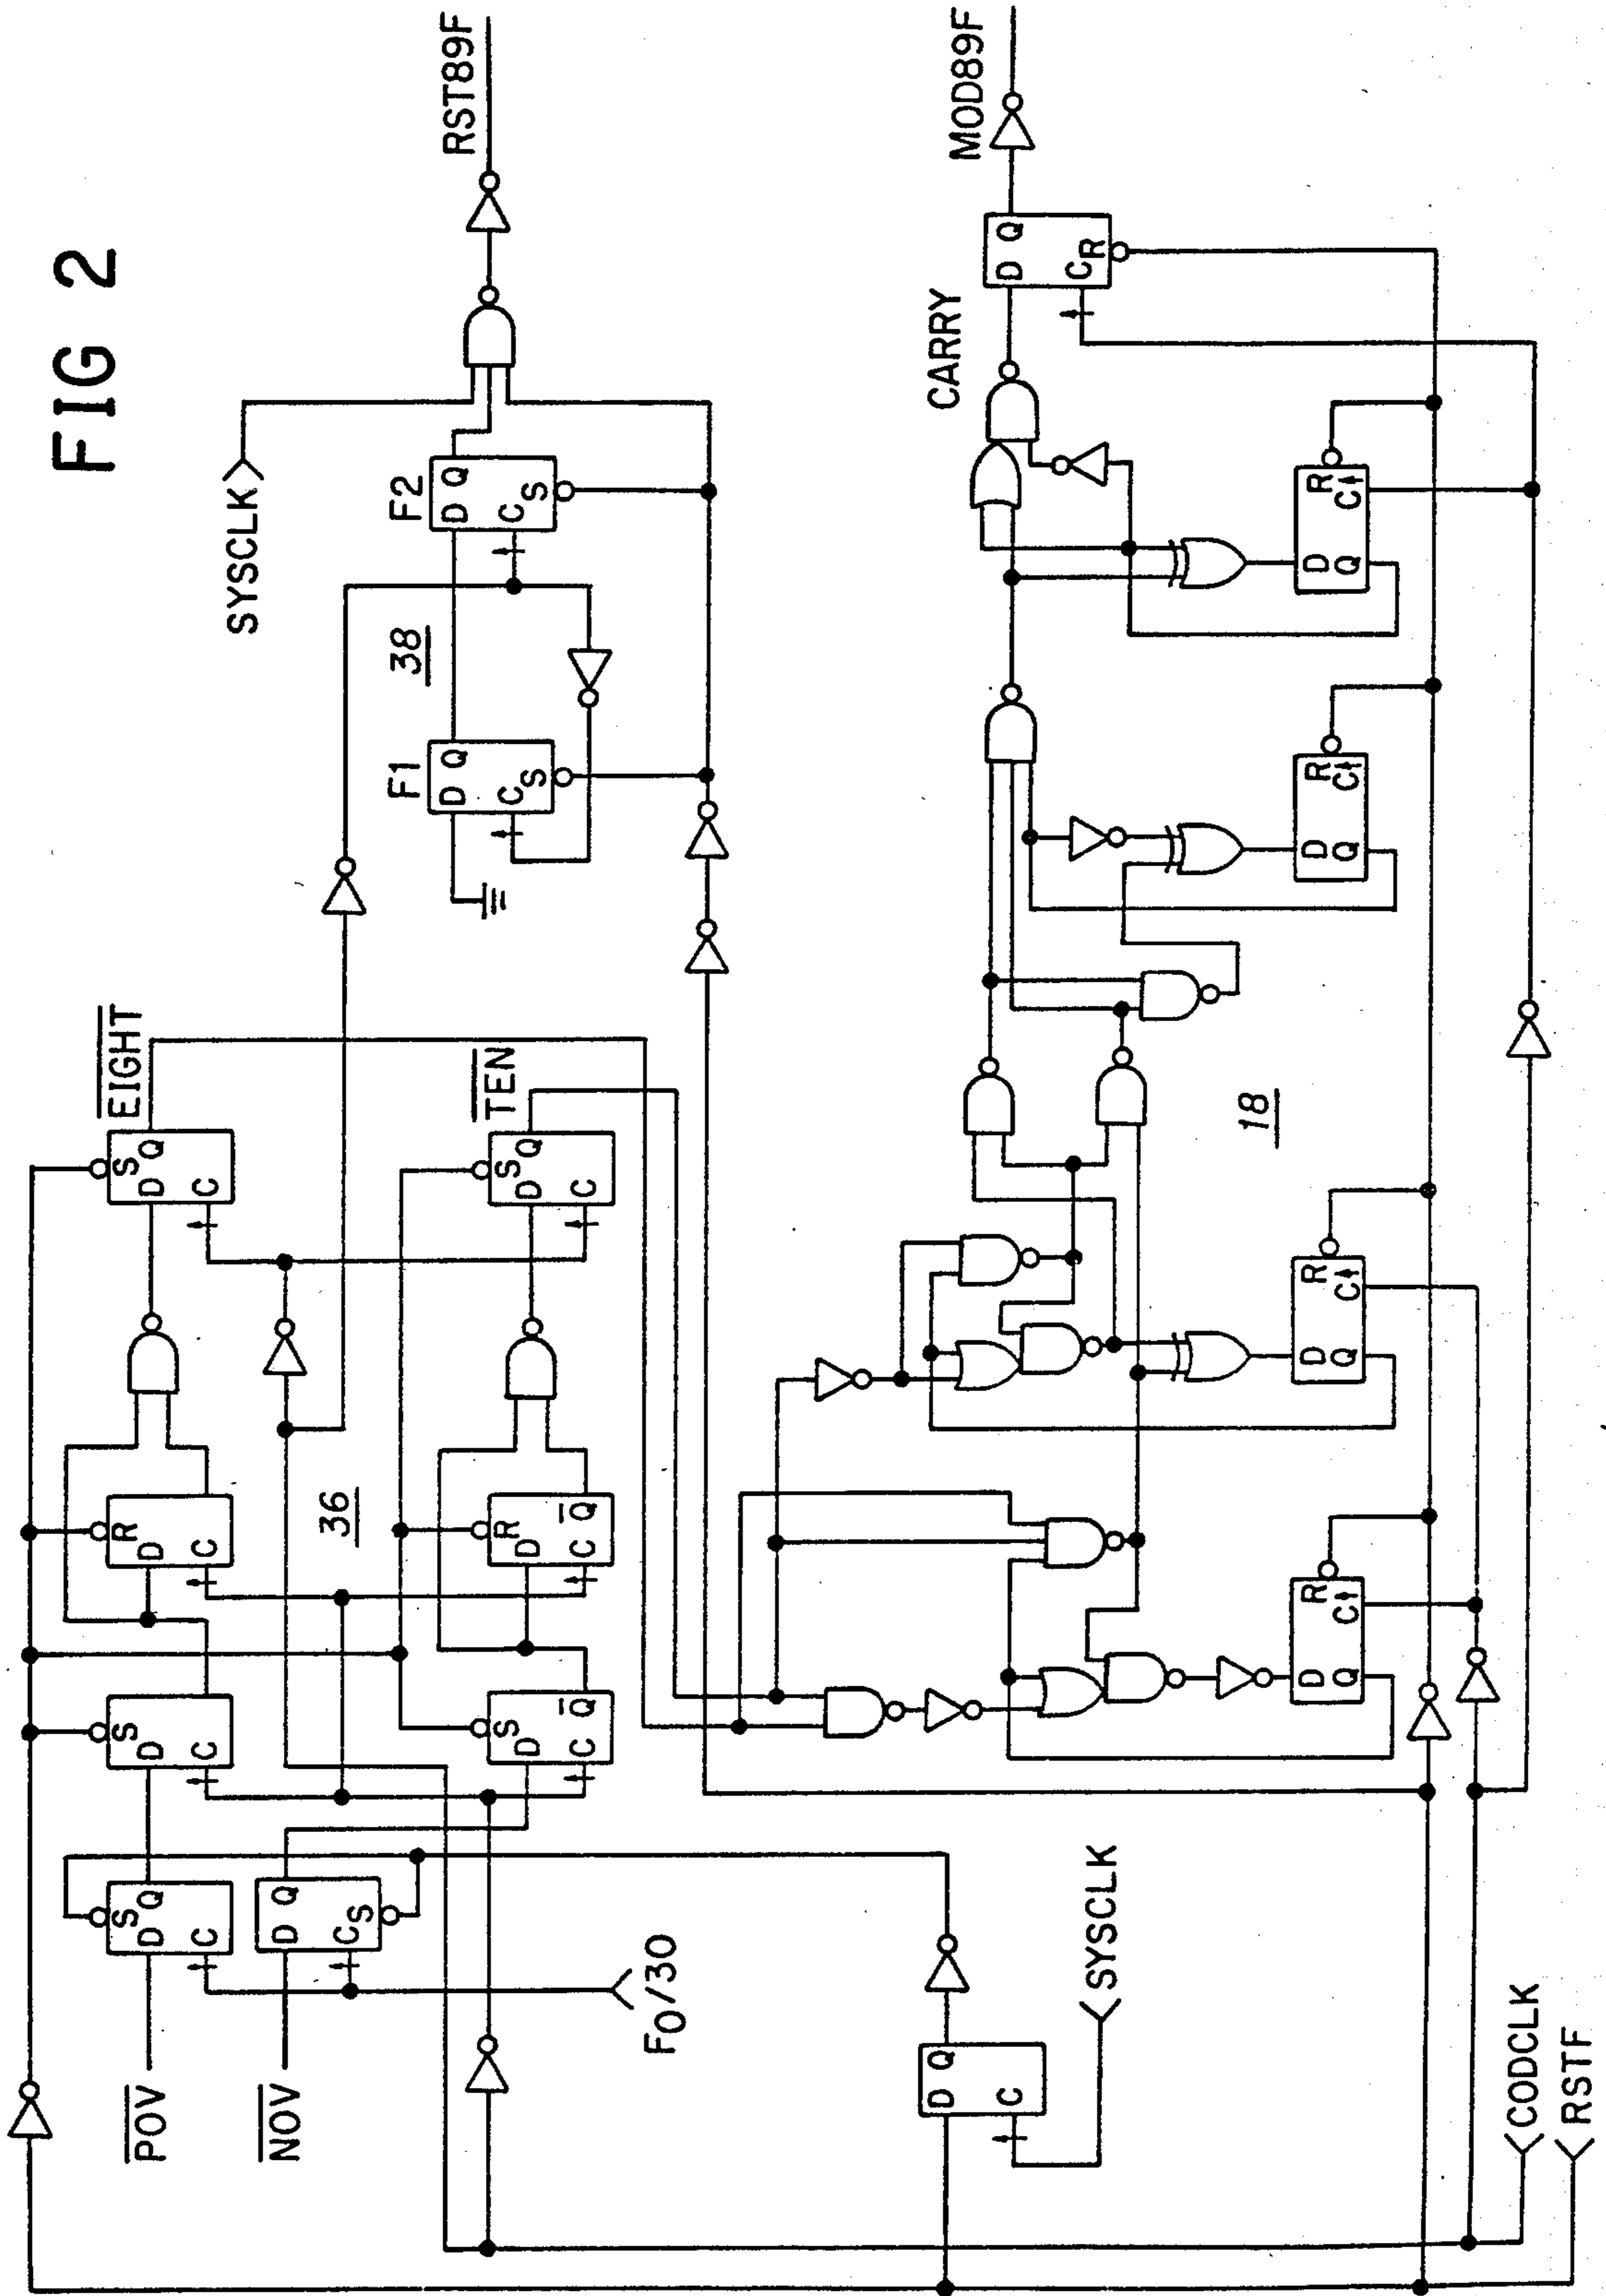 FIG 2
SYSCLK
RST89F
F1
D Q
C
S
38
F2
D Q
C
S
EIGHT
S
D Q
C
TEN
S
D Q
C
R
D
C
36
R
D
C Q
S
D
C
S
D
C Q
POV
S
D Q
C
NOV
D Q
C
S
FO/30
D Q
C
SYSCLK
CODCLK
RSTF
18
CARRY
D Q
C
R
MOD89F
D R
Q C
D R
Q C
D R
Q C
D R
Q C